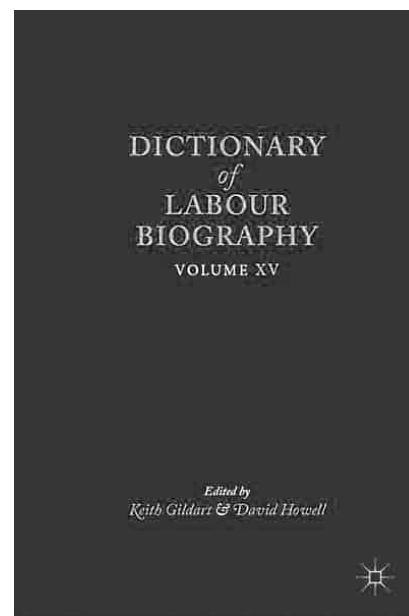 DICTIONARY
of
LABOUR
BIOGRAPHY
VOLUME XV
Edited by
Keith Gildart & David Howell